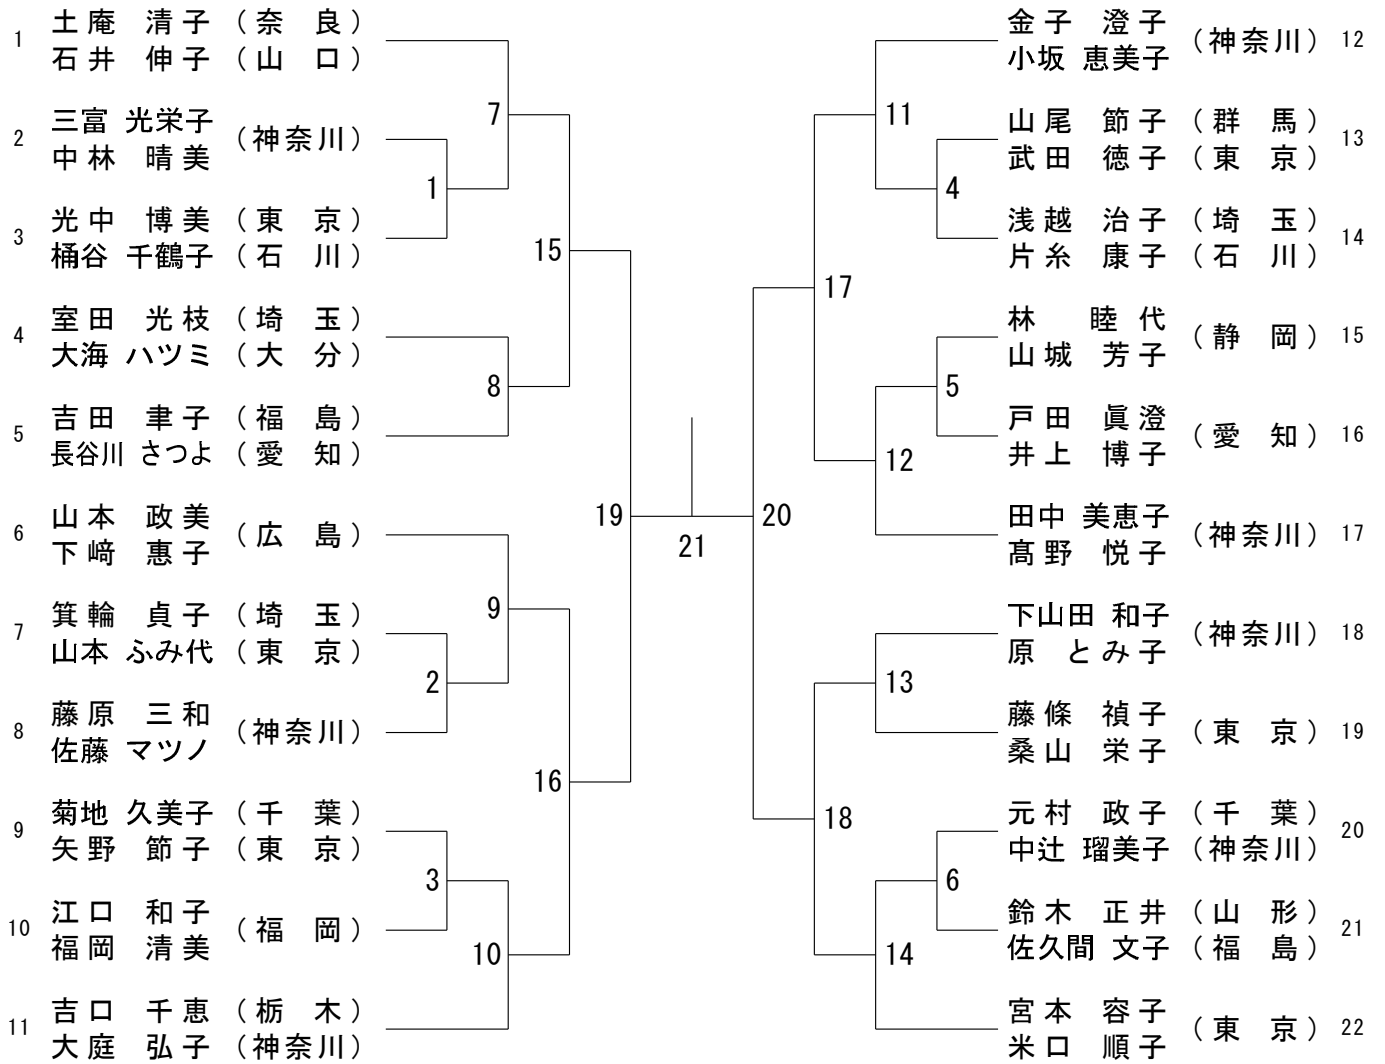 1 土庵 清子 (奈良)
石井 伸子 (山口)
2 三富 光栄子 (神奈川)
中林 晴美
3 光中 博美 (東京)
桶谷 千鶴子 (石川)
4 室田 光枝 (埼玉)
大海 ハツミ (大分)
5 吉田 聿子 (福島)
長谷川 さつよ (愛知)
6 山本 政美 (広島)
下﨑 惠子
7 箕輪 貞子 (埼玉)
山本 ふみ代 (東京)
8 藤原 三和 (神奈川)
佐藤 マツノ
9 菊地 久美子 (千葉)
矢野 節子 (東京)
10 江口 和子 (福岡)
福岡 清美
11 吉口 千恵 (栃木)
大庭 弘子 (神奈川)
7
1
15
8
19
9
2
16
3
10
21
20
11
4
17
5
12
13
18
6
14
金子 澄子 (神奈川) 12
小坂 恵美子
山尾 節子 (群馬) 13
武田 徳子 (東京)
浅越 治子 (埼玉) 14
片糸 康子 (石川)
林 睦代 (静岡) 15
山城 芳子
戸田 眞澄 (愛知) 16
井上 博子
田中 美恵子 (神奈川) 17
髙野 悦子
下山田 和子 (神奈川) 18
原 とみ子
藤條 禎子 (東京) 19
桑山 栄子
元村 政子 (千葉) 20
中辻 瑠美子 (神奈川)
鈴木 正井 (山形) 21
佐久間 文子 (福島)
宮本 容子 (東京) 22
米口 順子